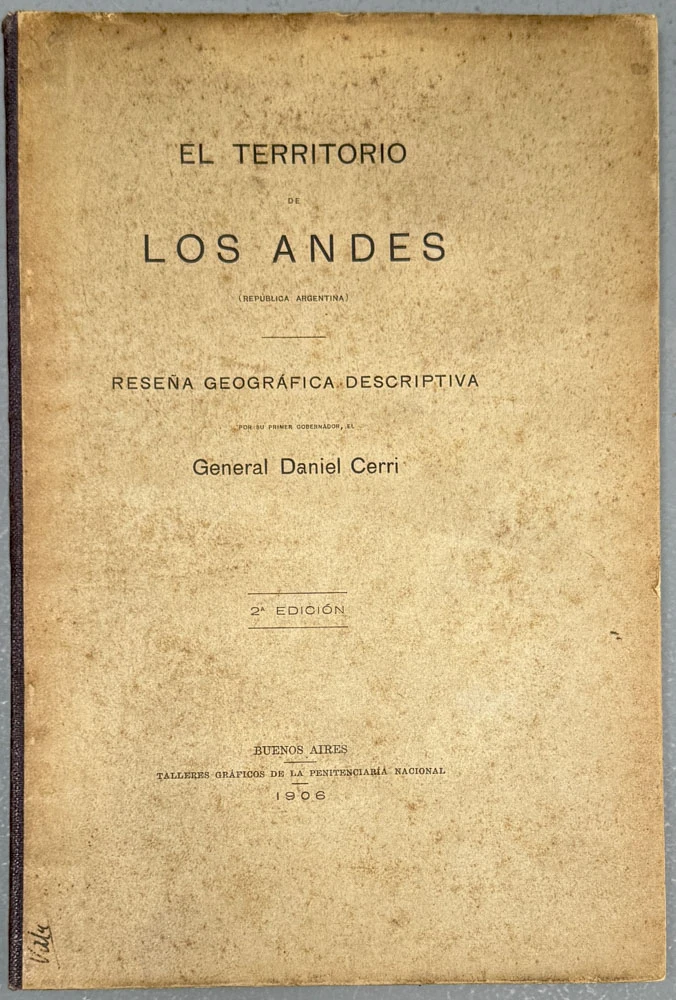 EL TERRITORIO
DE
LOS ANDES
(REPÚBLICA ARGENTINA)
RESEÑA GEOGRÁFICA DESCRIPTIVA
POR SU PRIMER GOBERNADOR, EL
General Daniel Cerri
2ª EDICIÓN
BUENOS AIRES
TALLERES GRÁFICOS DE LA PENITENCIARÍA NACIONAL
1906